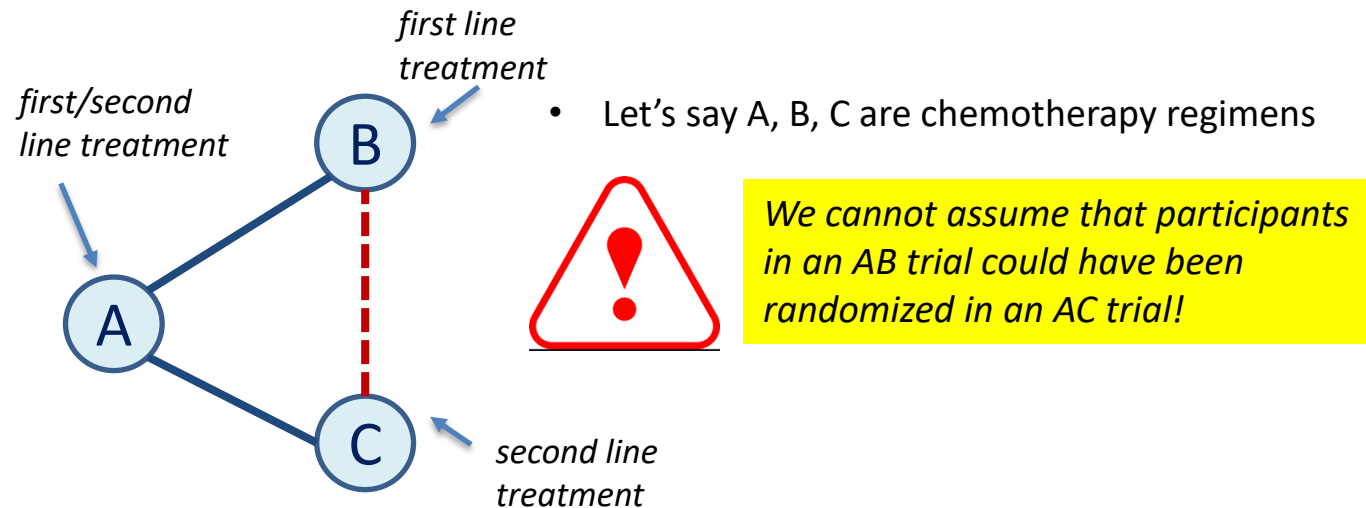 first line
treatment
first/second
line treatment
B
• Let’s say A, B, C are chemotherapy regimens
We cannot assume that participants
in an AB trial could have been
randomized in an AC trial!
A
C
second line
treatment